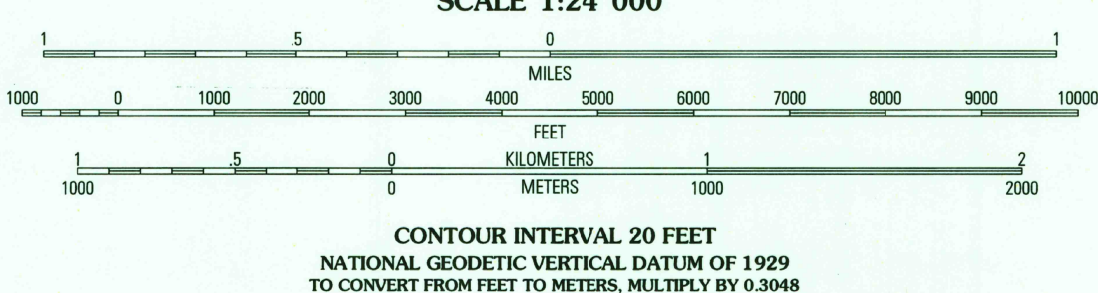 SCALE 1:24 000
1 .5 0 1
MILES
1000 0 1000 2000 3000 4000 5000 6000 7000 8000 9000 10000
FEET
1 .5 0 KILOMETERS 1 2
1000 0 METERS 1000 2000
CONTOUR INTERVAL 20 FEET
NATIONAL GEODETIC VERTICAL DATUM OF 1929
TO CONVERT FROM FEET TO METERS, MULTIPLY BY 0.3048